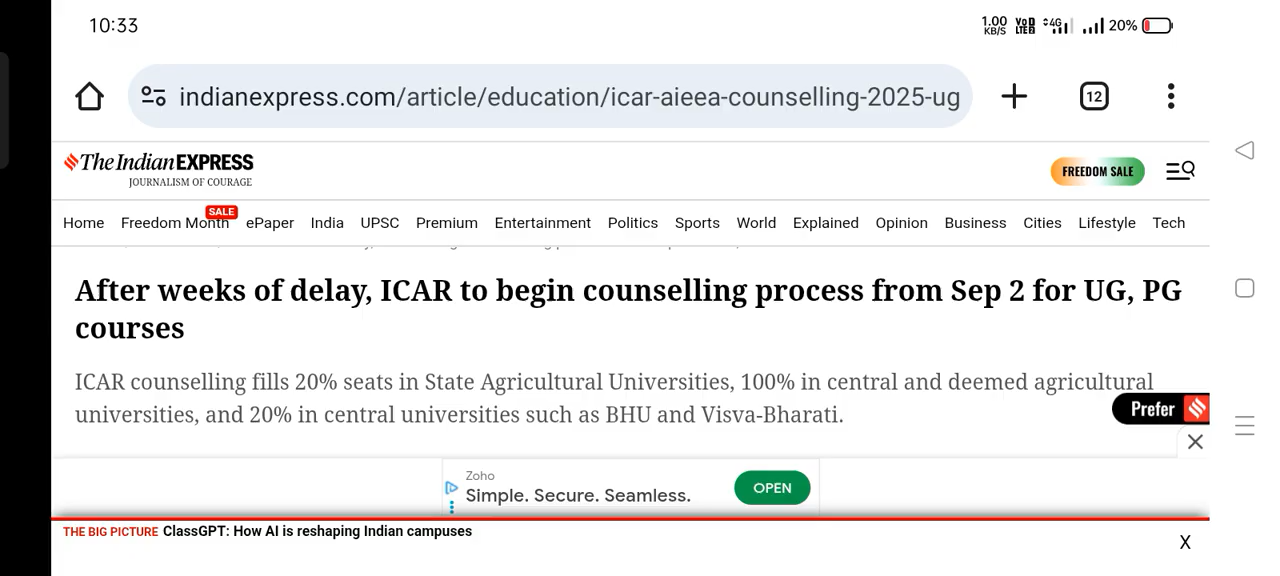 10:33
1.00 KB/S VoD LTE2 4G 20%
indianexpress.com/article/education/icar-aieea-counselling-2025-ug
12
The Indian EXPRESS
JOURNALISM OF COURAGE
FREEDOM SALE
SALE
Home Freedom Month ePaper India UPSC Premium Entertainment Politics Sports World Explained Opinion Business Cities Lifestyle Tech
After weeks of delay, ICAR to begin counselling process from Sep 2 for UG, PG
courses
ICAR counselling fills 20% seats in State Agricultural Universities, 100% in central and deemed agricultural
universities, and 20% in central universities such as BHU and Visva-Bharati.
Prefer
Zoho
Simple. Secure. Seamless.
OPEN
THE BIG PICTURE ClassGPT: How AI is reshaping Indian campuses
X